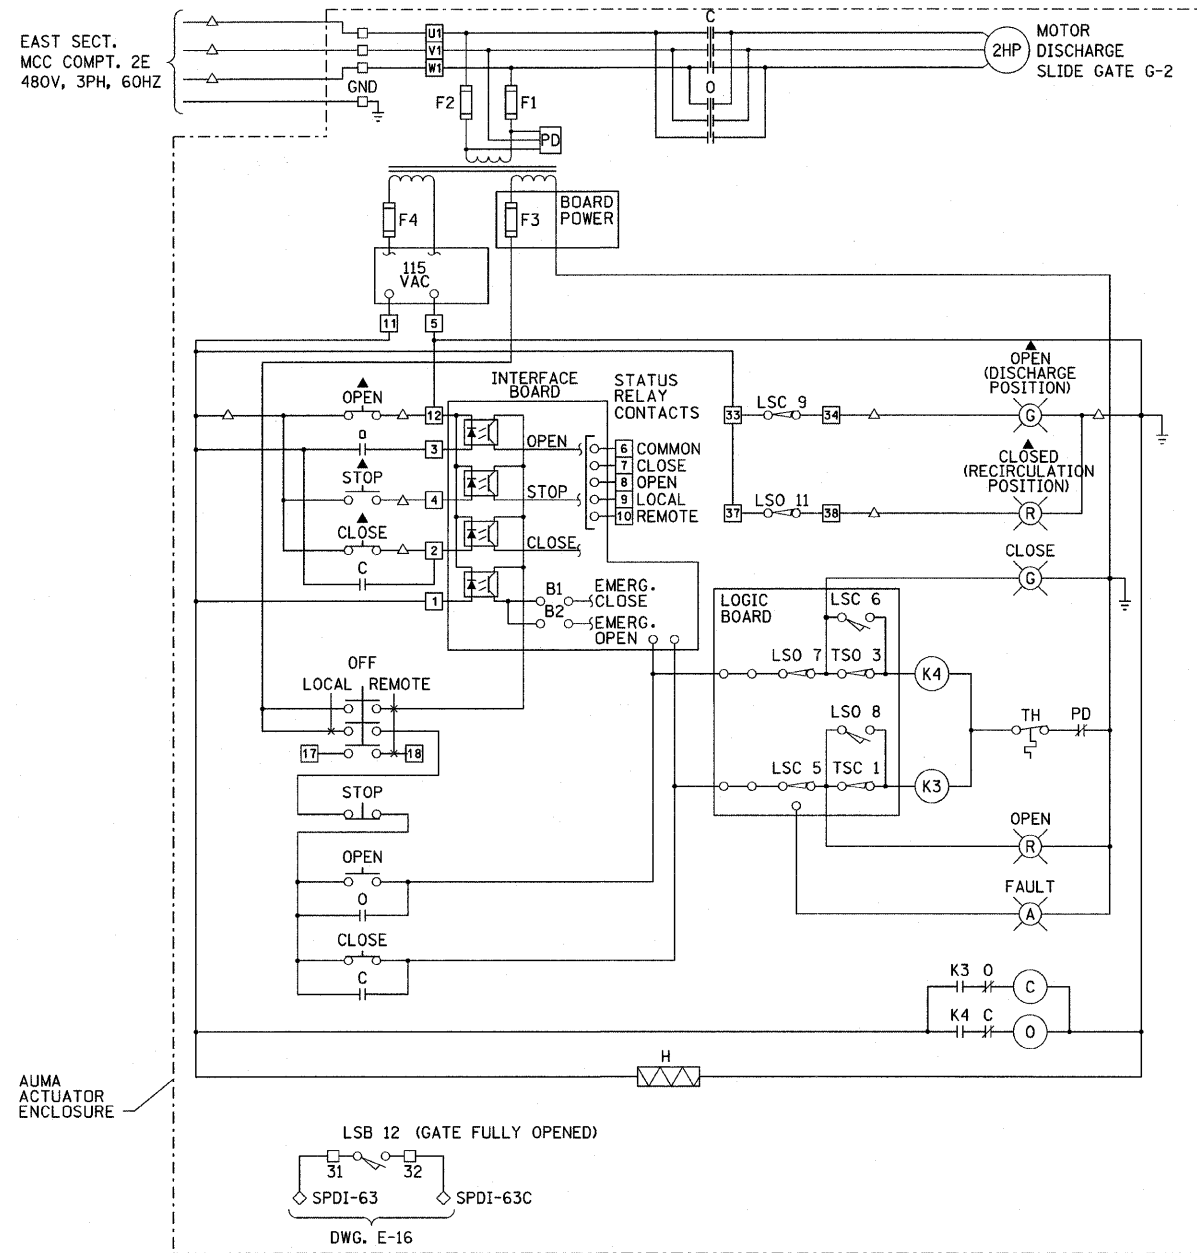 EAST SECT.
MCC COMPT. 2E
480V, 3PH, 60HZ
GND
U1
V1
W1
C
O
2HP
MOTOR
DISCHARGE
SLIDE GATE G-2
F2
F1
PD
F4
F3
BOARD
POWER
115
VAC
11
5
INTERFACE
BOARD
STATUS
RELAY
CONTACTS
OPEN
12
O
3
OPEN
STOP
4
STOP
CLOSE
2
CLOSE
C
1
6 COMMON
7 CLOSE
8 OPEN
9 LOCAL
10 REMOTE
B1
EMERG.
CLOSE
B2
EMERG.
OPEN
33
LSC 9
34
OPEN
(DISCHARGE
POSITION)
G
37
LSO 11
38
CLOSED
(RECIRCULATION
POSITION)
R
CLOSE
G
LOGIC
BOARD
LSC 6
LSO 7
TSO 3
K4
LSO 8
LSC 5
TSC 1
K3
TH
PD
OPEN
R
FAULT
A
OFF
LOCAL
REMOTE
17
18
STOP
OPEN
O
CLOSE
C
K3 O
C
K4 C
O
H
AUMA
ACTUATOR
ENCLOSURE
LSB 12 (GATE FULLY OPENED)
31
32
SPDI-63
SPDI-63C
DWG. E-16